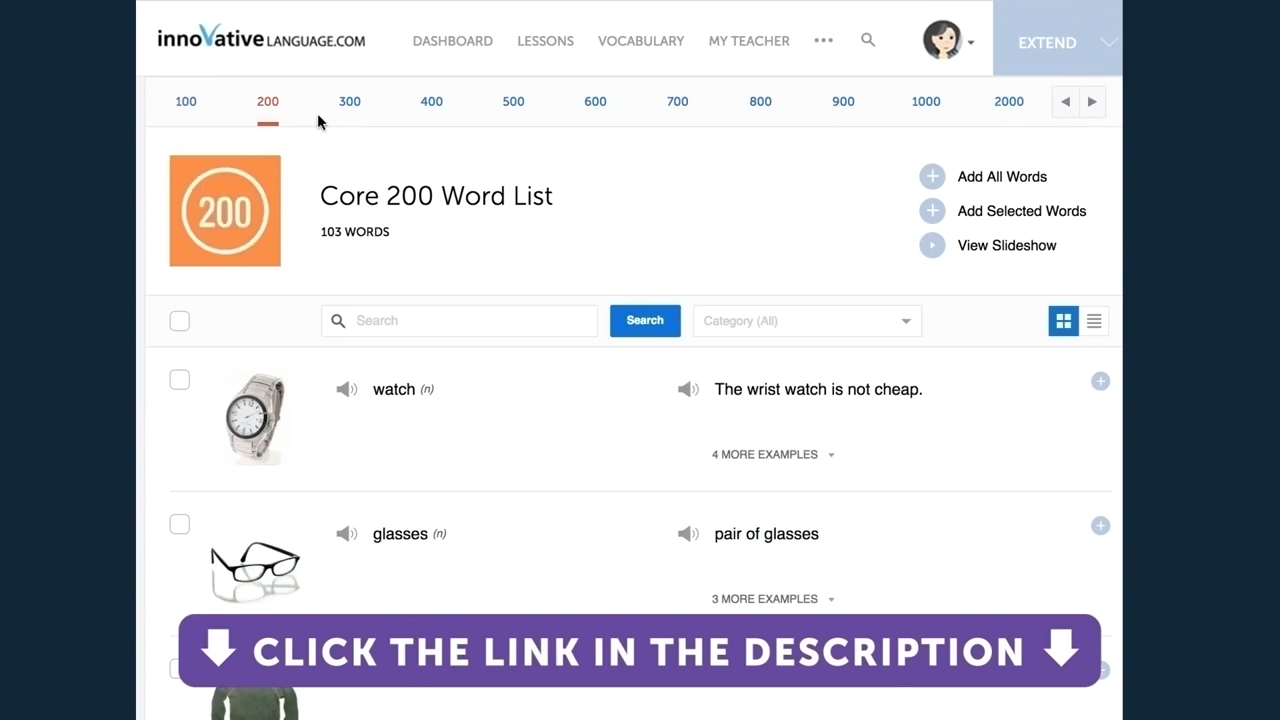 innoVative LANGUAGE.COM DASHBOARD LESSONS VOCABULARY MY TEACHER ••• EXTEND
100 200 300 400 500 600 700 800 900 1000 2000
200
Core 200 Word List
103 WORDS
Add All Words
Add Selected Words
View Slideshow
Search Search Category (All)
watch (n) The wrist watch is not cheap.
4 MORE EXAMPLES
glasses (n) pair of glasses
3 MORE EXAMPLES
CLICK THE LINK IN THE DESCRIPTION